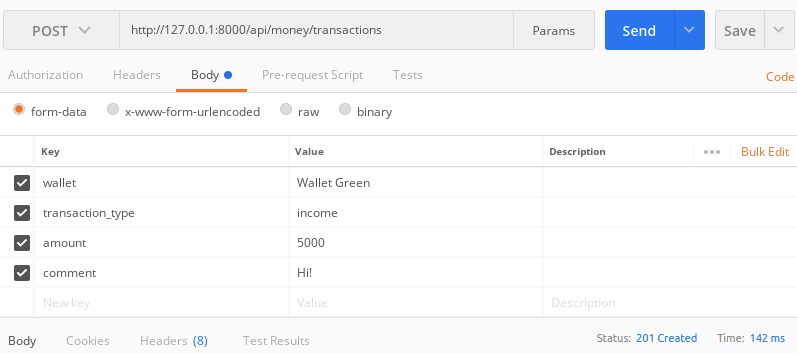 POST http://127.0.0.1:8000/api/money/transactions Params Send Save
Authorization Headers Body Pre-request Script Tests Code
form-data x-www-form-urlencoded raw binary
Key Value Description ••• Bulk Edit
wallet Wallet Green
transaction_type income
amount 5000
comment Hi!
New key Value Description
Body Cookies Headers (8) Test Results Status: 201 Created Time: 142 ms